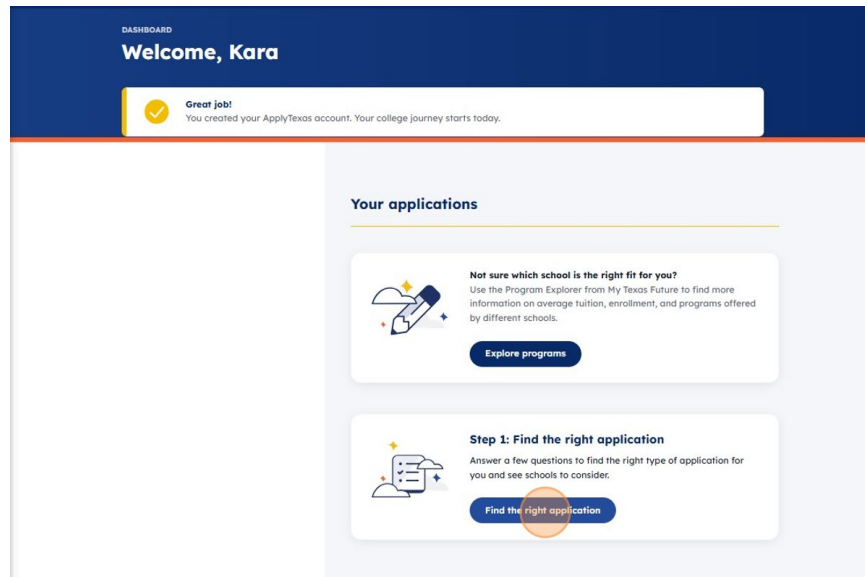 DASHBOARD
Welcome, Kara
Great job!
You created your ApplyTexas account. Your college journey starts today.
Your applications
Not sure which school is the right fit for you?
Use the Program Explorer from My Texas Future to find more
information on average tuition, enrollment, and programs offered
by different schools.
Explore programs
Step 1: Find the right application
Answer a few questions to find the right type of application for
you and see schools to consider.
Find the right application